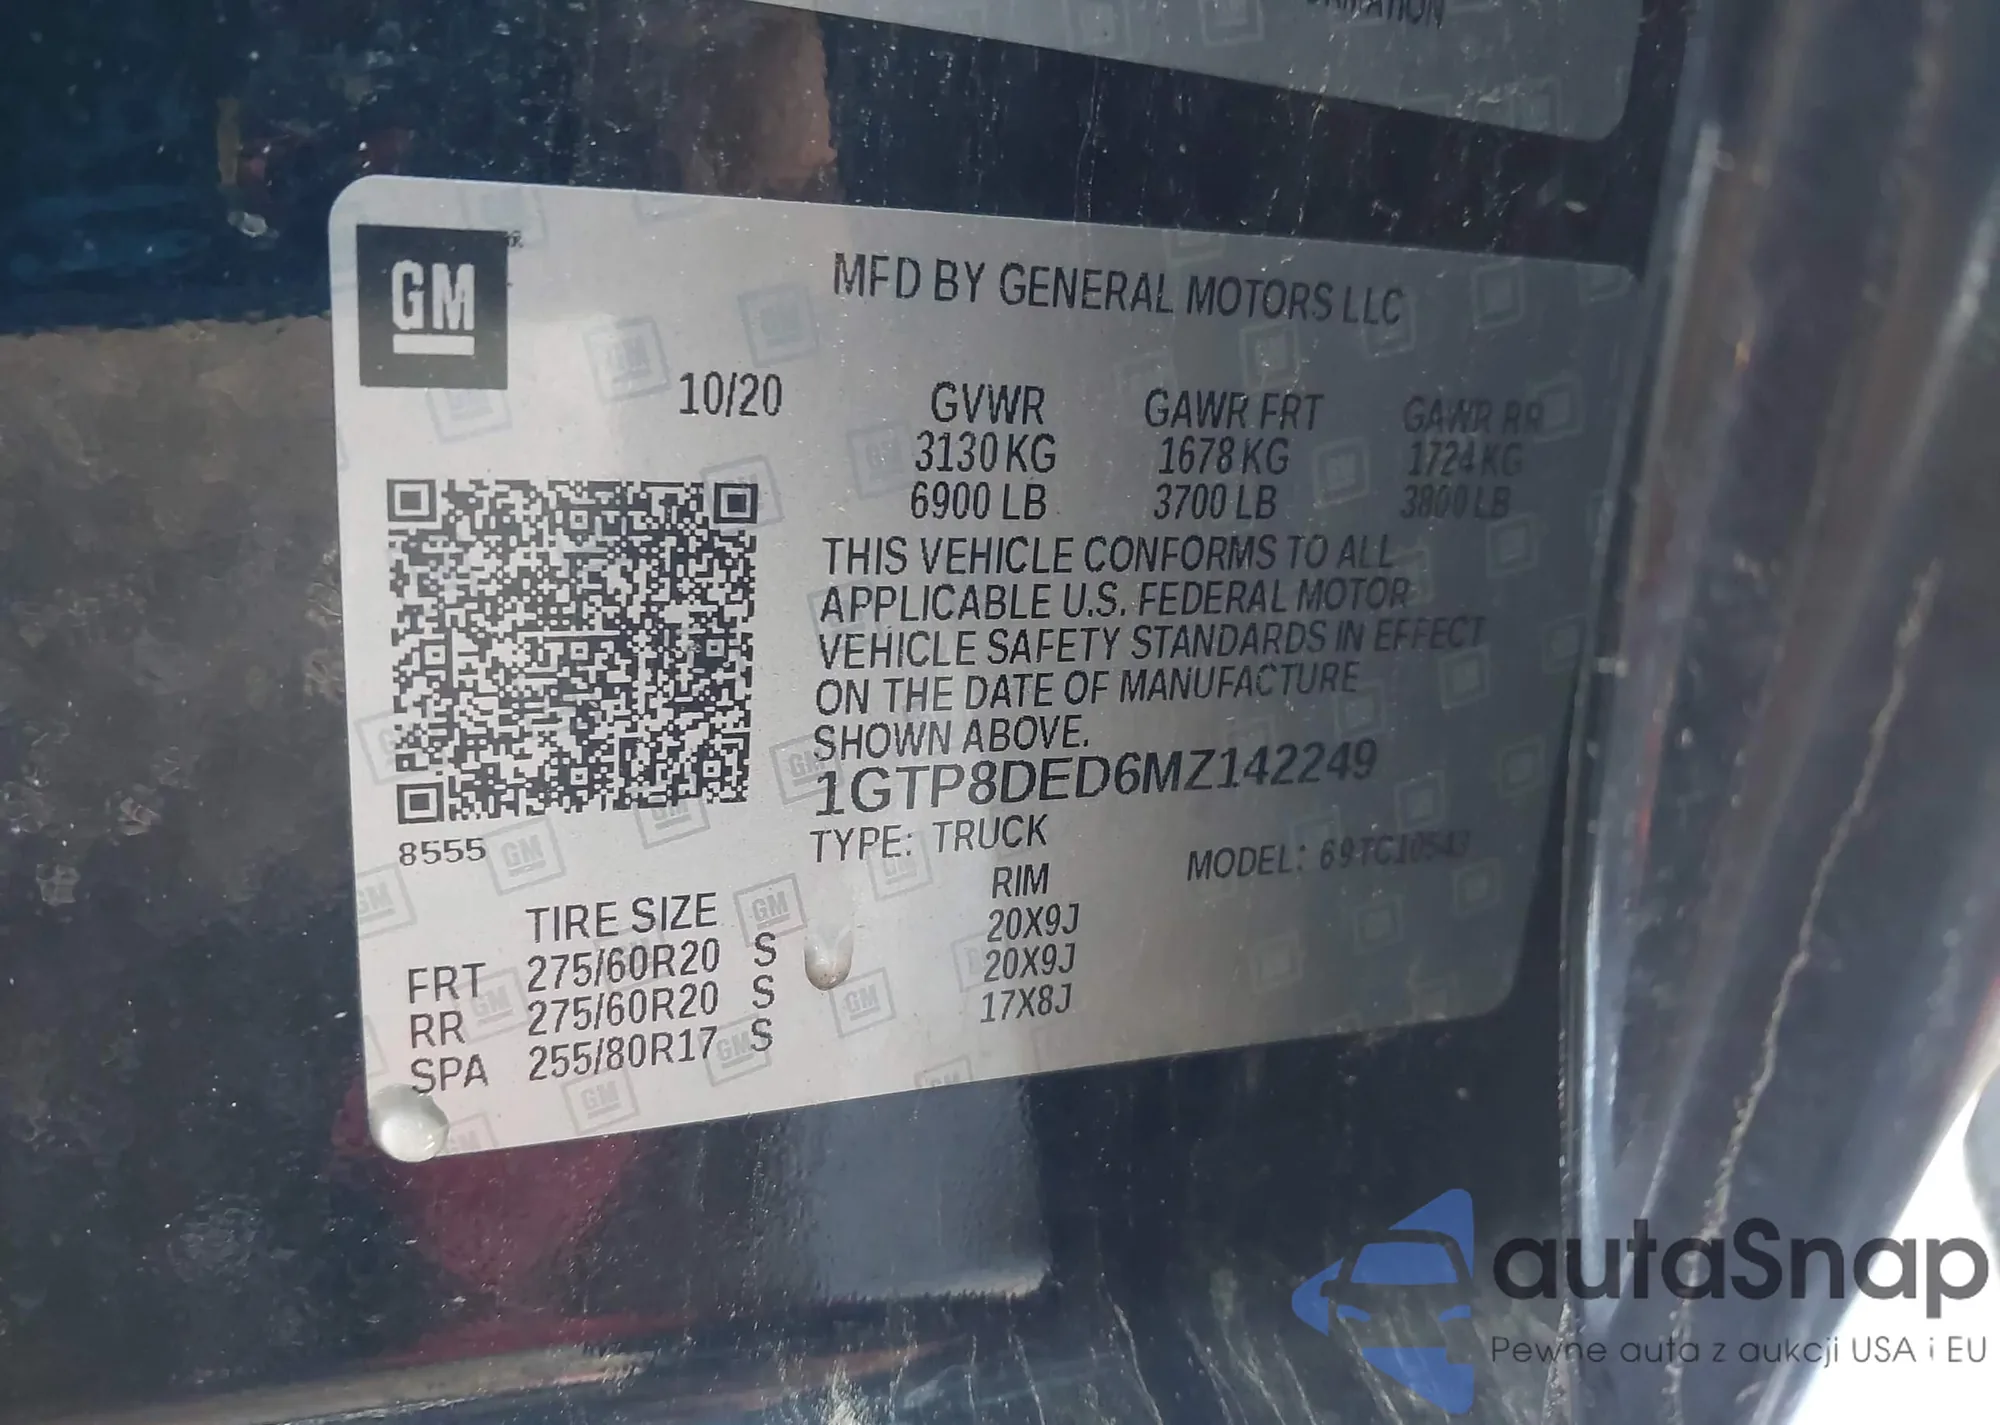 GM
MFD BY GENERAL MOTORS LLC
10/20
GVWR GAWR FRT GAWR RR
3130 KG 1678 KG 1724 KG
6900 LB 3700 LB 3800 LB
THIS VEHICLE CONFORMS TO ALL
APPLICABLE U.S. FEDERAL MOTOR
VEHICLE SAFETY STANDARDS IN EFFECT
ON THE DATE OF MANUFACTURE
SHOWN ABOVE.
1GTP8DED6MZ142249
8555
TYPE: TRUCK
MODEL:
TIRE SIZE RIM
FRT 275/60R20 S 20X9J
RR 275/60R20 S 20X9J
SPA 255/80R17 S 17X8J
autaSnap
Pewne auta z aukcji USA i EU